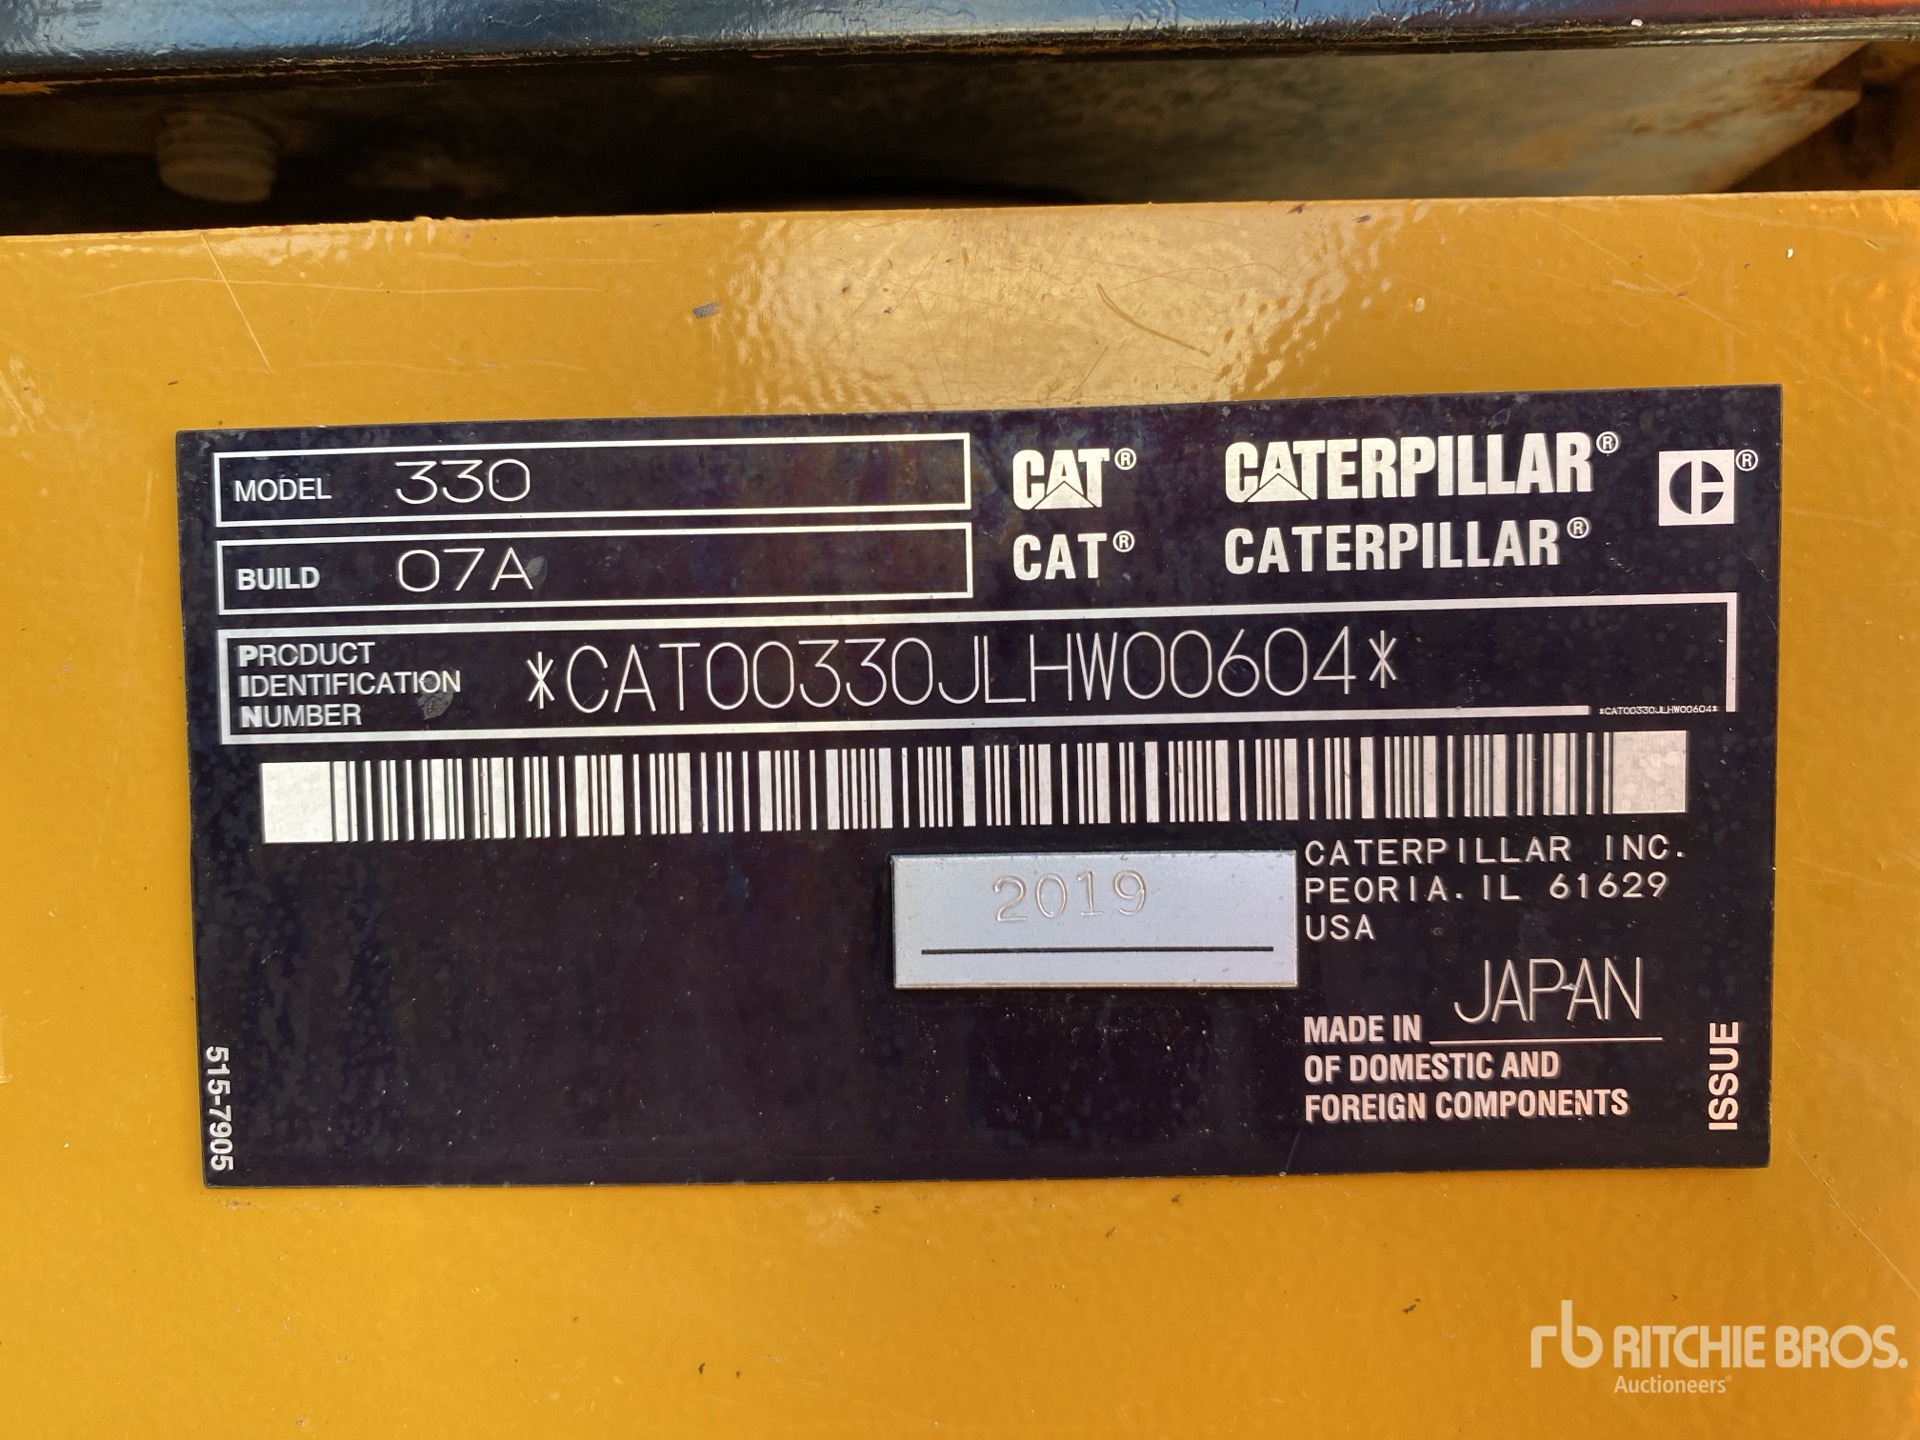 MODEL 330
BUILD 07A
CAT® CATERPILLAR® C®
CAT® CATERPILLAR®
PRODUCT
IDENTIFICATION
NUMBER
*CAT00330JLHW00604*
*CAT00330JLHW00604*
2019
CATERPILLAR INC.
PEORIA. IL 61629
USA
MADE IN JAPAN
OF DOMESTIC AND
FOREIGN COMPONENTS
ISSUE
515-7905
rb RITCHIE BROS.
Auctioneers®